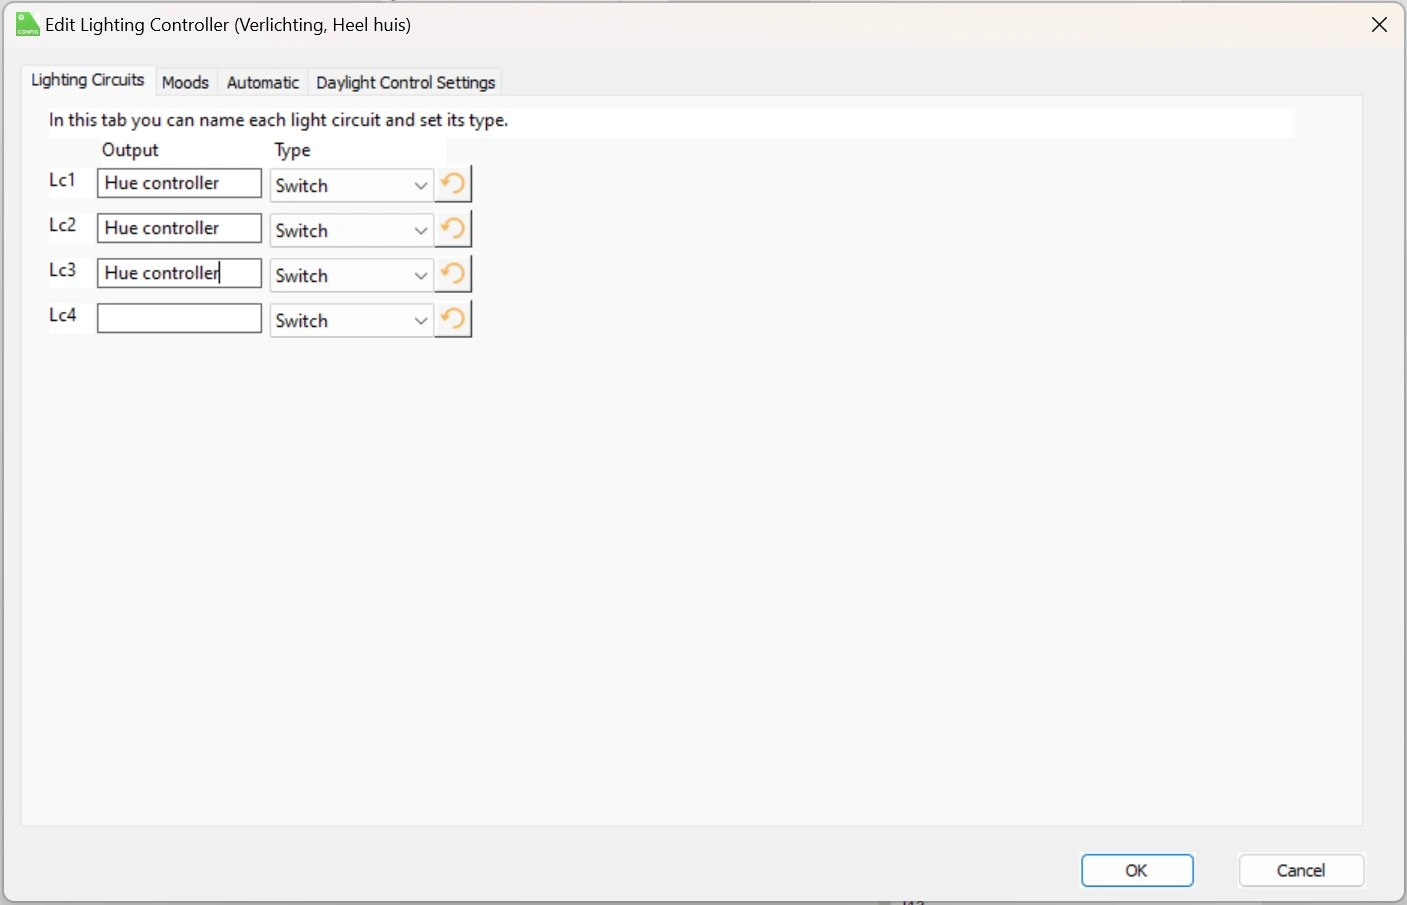 CONFIG Edit Lighting Controller (Verlichting, Heel huis)
Lighting Circuits Moods Automatic Daylight Control Settings
In this tab you can name each light circuit and set its type.
Output Type
Lc1 Hue controller Switch
Lc2 Hue controller Switch
Lc3 Hue controller Switch
Lc4 Switch
OK Cancel